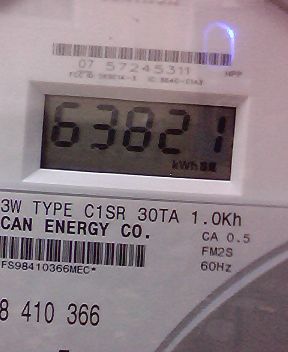 07 57245311 NPP
63821
kWh
3W TYPE C1SR 30TA 1.0Kh
CAN ENERGY CO.
CA 0.5
FM2S
60Hz
FS98410366MEC*
8 410 366